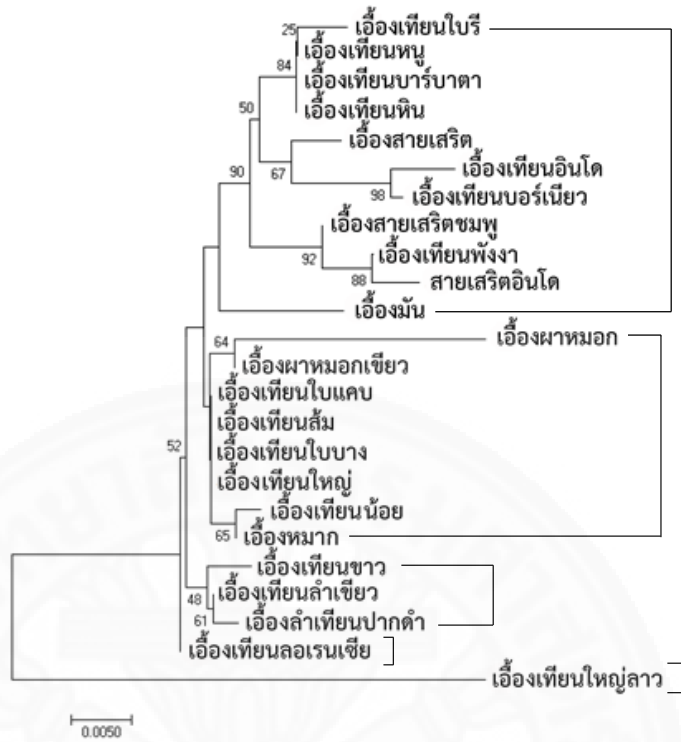 25
เอื้องเทียนใบรี
เอื้องเทียนหนู
84
เอื้องเทียนบาร์บาตา
50
เอื้องเทียนหิน
เอื้องสายเสริต
90
67
เอื้องเทียนอินโด
98
เอื้องเทียนบอร์เนียว
เอื้องสายเสริตชมพู
92
เอื้องเทียนพังงา
88
สายเสริตอินโด
เอื้องมัน
เอื้องผาหมอก
64
เอื้องผาหมอกเขียว
เอื้องเทียนใบแคบ
เอื้องเทียนส้ม
52
เอื้องเทียนใบบาง
เอื้องเทียนใหญ่
เอื้องเทียนน้อย
65
เอื้องหมาก
เอื้องเทียนขาว
48
เอื้องเทียนลำเขียว
61
เอื้องลำเทียนปากดำ
เอื้องเทียนลอเรนเซีย
เอื้องเทียนใหญ่ลาว
0.0050